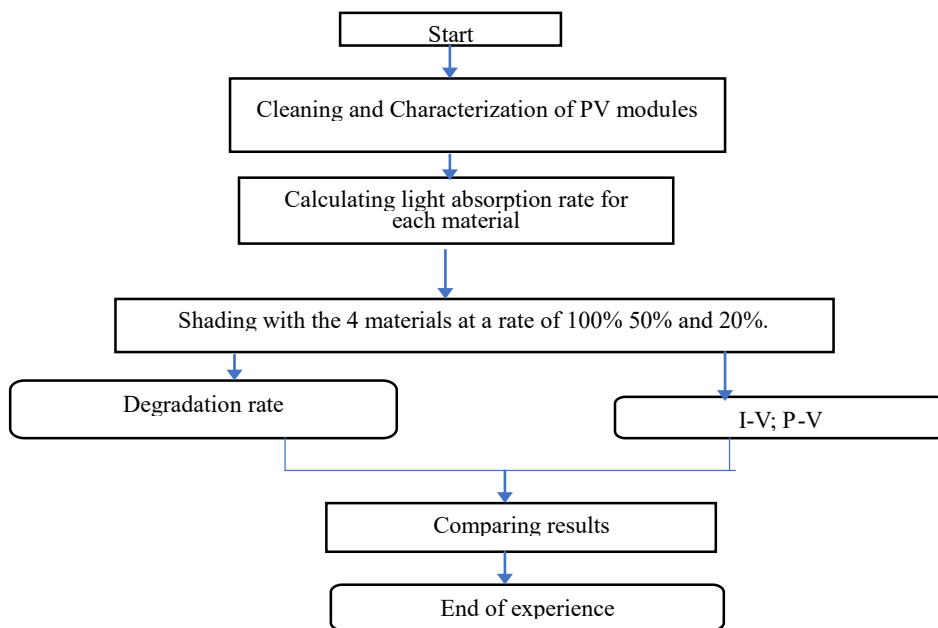 Start
Cleaning and Characterization of PV modules
Calculating light absorption rate for
each material
Shading with the 4 materials at a rate of 100% 50% and 20%.
Degradation rate
I-V; P-V
Comparing results
End of experience